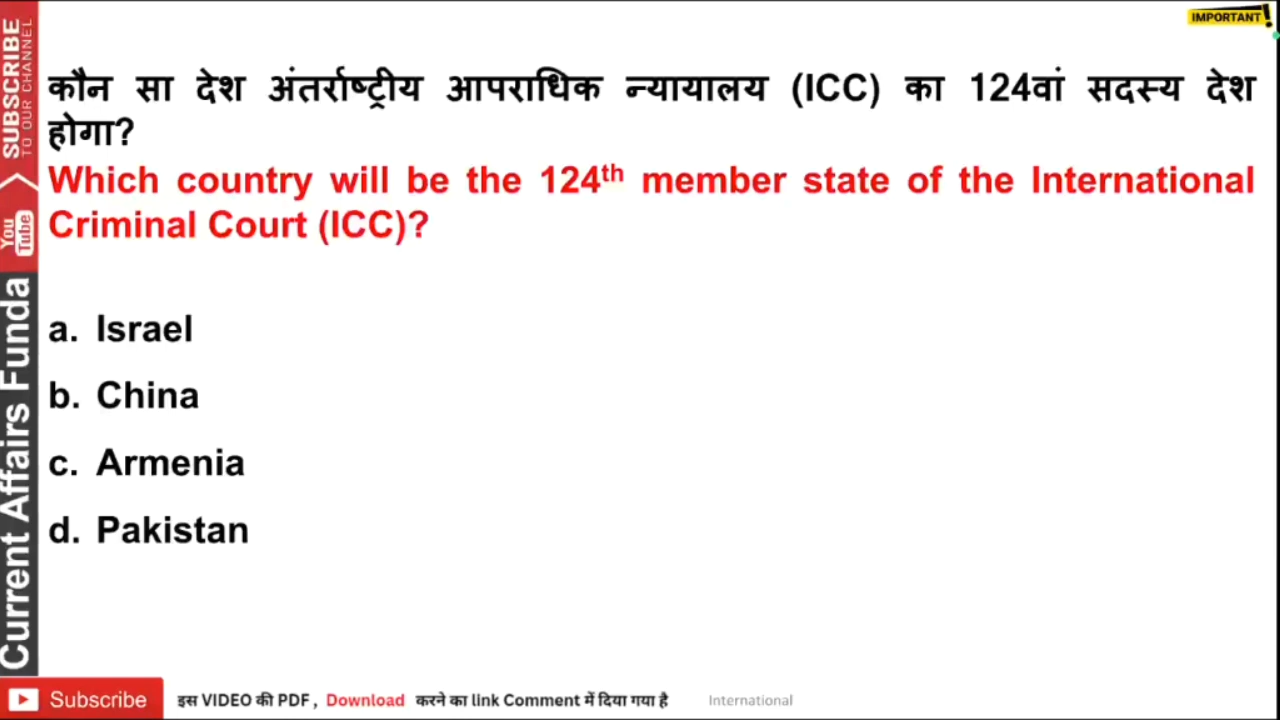 IMPORTANT!
कौन सा देश अंतर्राष्ट्रीय आपराधिक न्यायालय (ICC) का 124वां सदस्य देश
होगा?
Which country will be the 124th member state of the International
Criminal Court (ICC)?
a. Israel
b. China
c. Armenia
d. Pakistan
SUBSCRIBE
TO OUR CHANNEL
You
Tube
Current Affairs Funda
Subscribe
इस VIDEO की PDF , Download करने का link Comment में दिया गया है
International